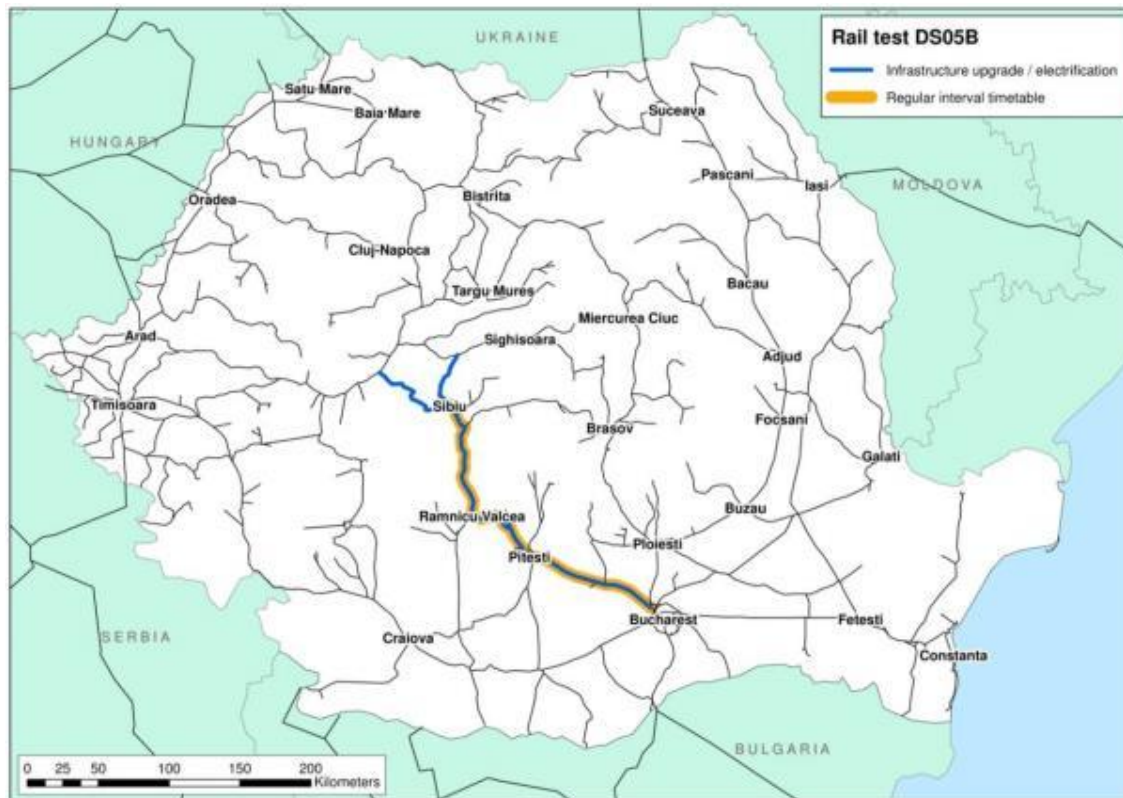 UKRAINE
Rail test DS05B
Infrastructure upgrade / electrification
Regular interval timetable
Satu Mare
Baia Mare
Suceava
HUNGARY
Pascani
Iasi
MOLDOVA
Oradea
Bistrita
Cluj-Napoca
Targu Mures
Bacau
Miercurea Ciuc
Arad
Sighisoara
Adjud
Timisoara
Sibiu
Brasov
Focsani
Galati
Ramnicu Valcea
Buzau
Ploiesti
Pitesti
Bucharest
Fetesti
SERBIA
Craiova
Constanta
BULGARIA
0 25 50 100 150 200
Kilometers